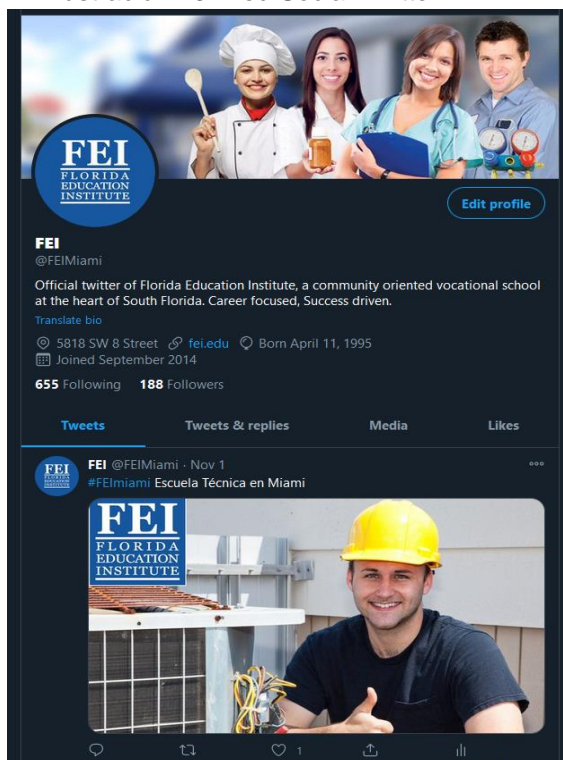 FEI
FLORIDA
EDUCATION
INSTITUTE
Edit profile
FEI
@FEIMiami
Official twitter of Florida Education Institute, a community oriented vocational school
at the heart of South Florida. Career focused, Success driven.
Translate bio
5818 SW 8 Street fei.edu Born April 11, 1995
Joined September 2014
655 Following 188 Followers
Tweets Tweets & replies Media Likes
FEI
FLORIDA
EDUCATION
INSTITUTE
FEI @FEIMiami · Nov 1
#FEImiami Escuela Técnica en Miami
FEI
FLORIDA
EDUCATION
INSTITUTE
1